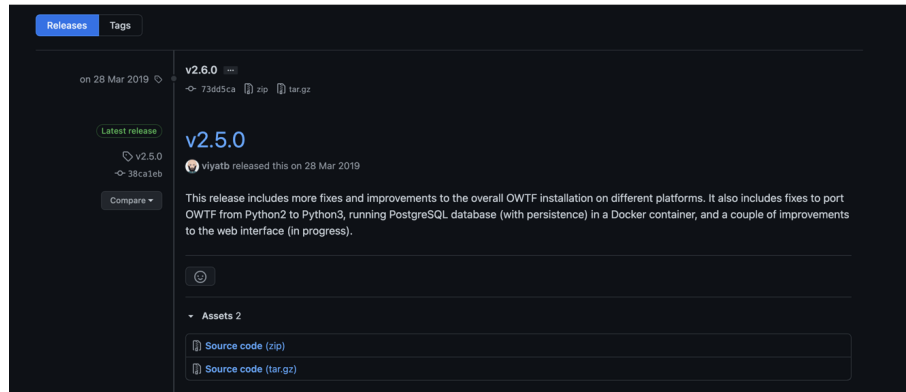 Releases Tags
on 28 Mar 2019
v2.6.0 ...
73dd5ca zip tar.gz
Latest release
v2.5.0
38ca1eb
Compare
v2.5.0
viyatb released this on 28 Mar 2019
This release includes more fixes and improvements to the overall OWTF installation on different platforms. It also includes fixes to port
OWTF from Python2 to Python3, running PostgreSQL database (with persistence) in a Docker container, and a couple of improvements
to the web interface (in progress).
Assets 2
Source code (zip)
Source code (tar.gz)